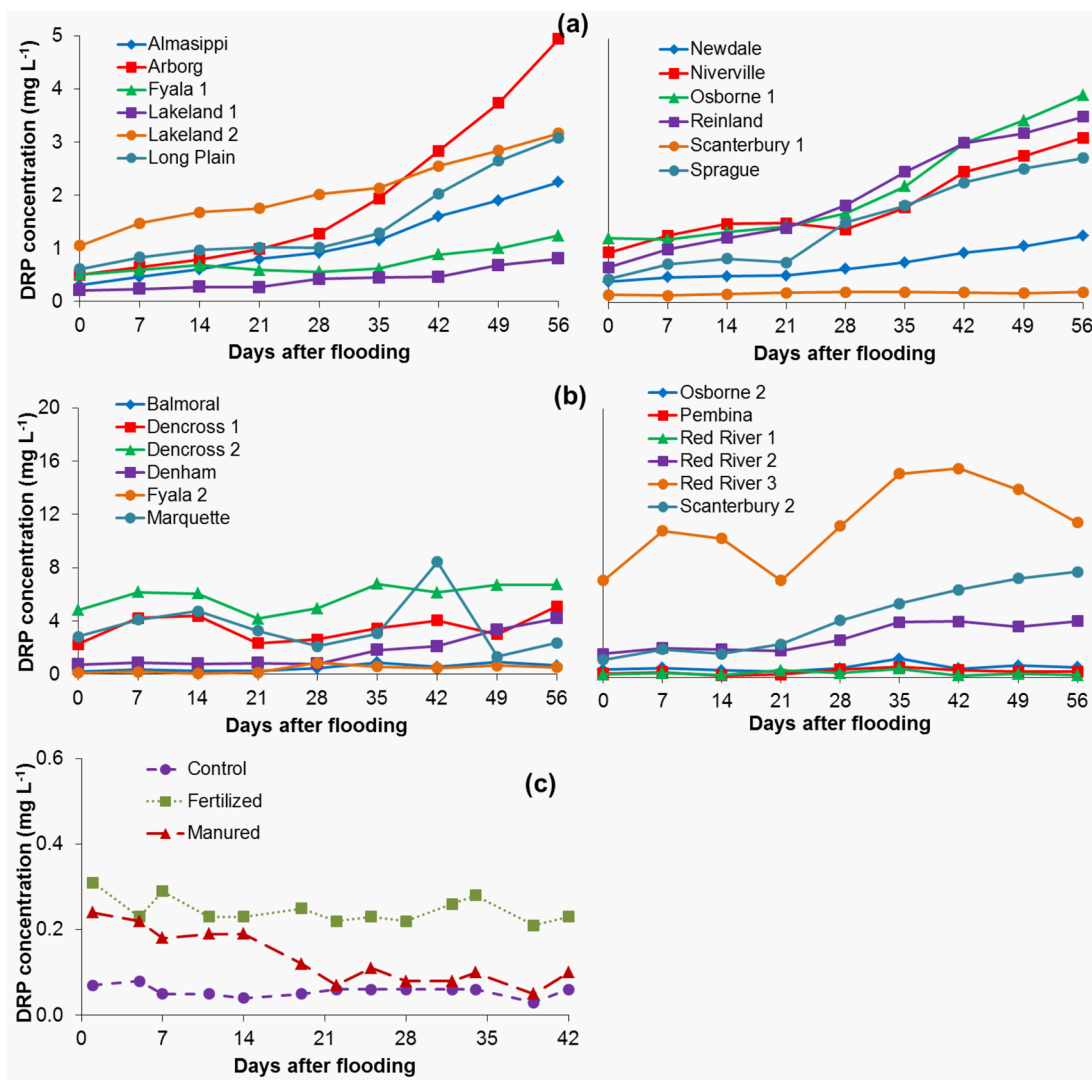 (a)
DRP concentration (mg L-1)
5
4
3
2
1
0
Almasippi
Arborg
Fyala 1
Lakeland 1
Lakeland 2
Long Plain
0 7 14 21 28 35 42 49 56
Days after flooding
Newdale
Niverville
Osborne 1
Reinland
Scanterbury 1
Sprague
0 7 14 21 28 35 42 49 56
Days after flooding
(b)
DRP concentration (mg L-1)
20
16
12
8
4
0
Balmoral
Dencross 1
Dencross 2
Denham
Fyala 2
Marquette
0 7 14 21 28 35 42 49 56
Days after flooding
Osborne 2
Pembina
Red River 1
Red River 2
Red River 3
Scanterbury 2
0 7 14 21 28 35 42 49 56
Days after flooding
(c)
DRP concentration (mg L-1)
0.6
0.4
0.2
0.0
Control
Fertilized
Manured
0 7 14 21 28 35 42
Days after flooding